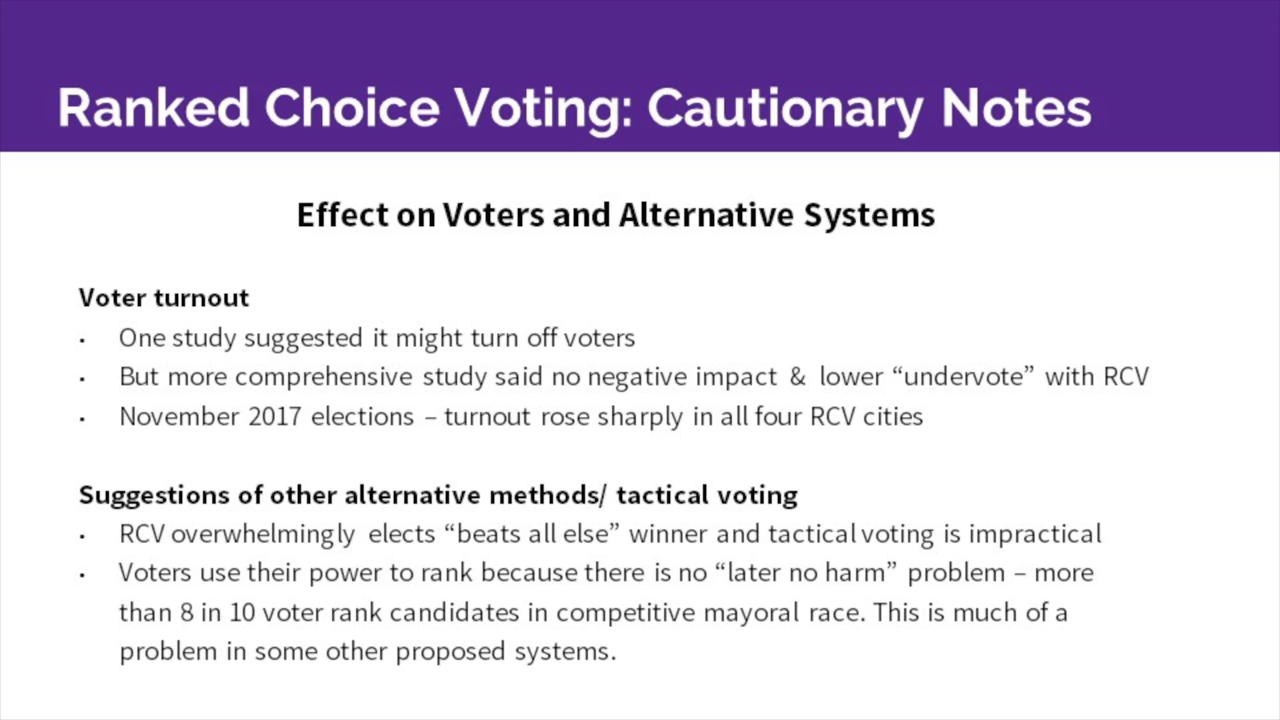 Ranked Choice Voting: Cautionary Notes
Effect on Voters and Alternative Systems
Voter turnout
· One study suggested it might turn off voters
· But more comprehensive study said no negative impact & lower “undervote” with RCV
· November 2017 elections – turnout rose sharply in all four RCV cities
Suggestions of other alternative methods/ tactical voting
· RCV overwhelmingly elects “beats all else” winner and tactical voting is impractical
· Voters use their power to rank because there is no “later no harm” problem – more
than 8 in 10 voter rank candidates in competitive mayoral race. This is much of a
problem in some other proposed systems.